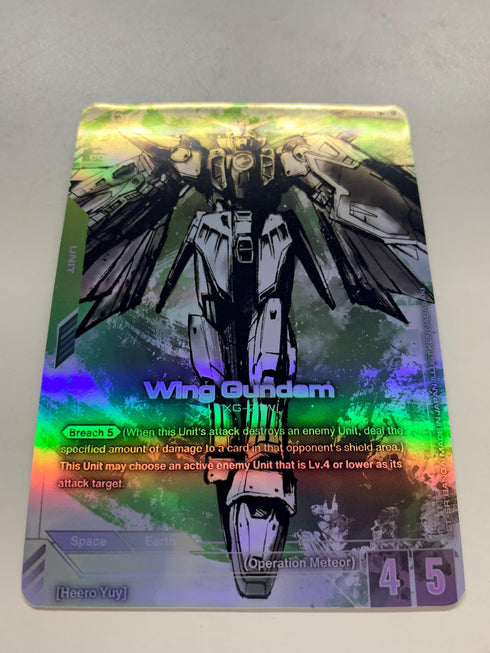 UNIT
Wing Gundam
Breach 5 (When this Unit's attack destroys an enemy Unit, deal the
specified amount of damage to a card in that opponent's shield area.)
This Unit may choose an active enemy Unit that is Lv.4 or lower as its
attack target.
Space Earth
(Operation Meteor)
4 5
[Heero Yuy]